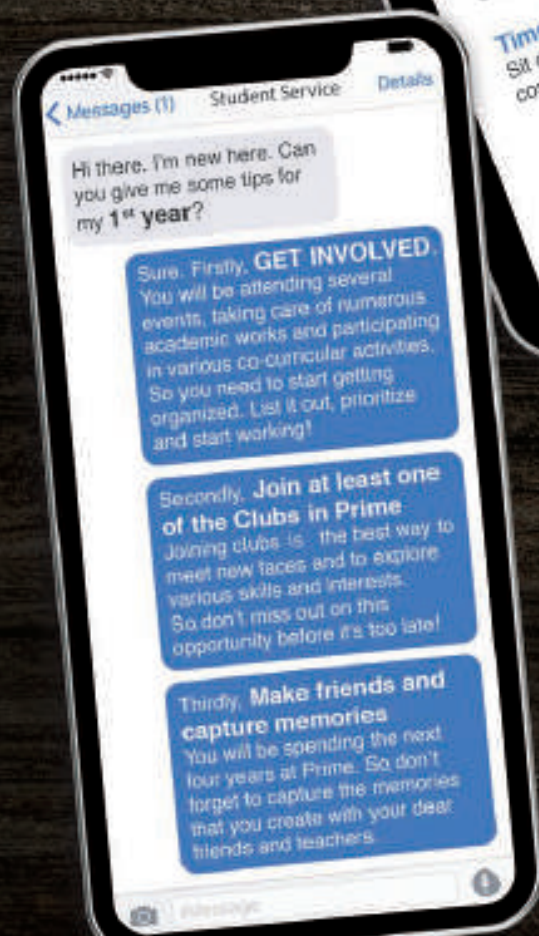 Messages (1) Student Service Details
Hi there. I'm new here. Can
you give me some tips for
my 1st year?
Sure. Firstly, GET INVOLVED.
You will be attending several
events, taking care of numerous
academic works and participating
in various co-curricular activities.
So you need to start getting
organized. List it out, prioritize
and start working!
Secondly, Join at least one
of the Clubs in Prime
Joining clubs is the best way to
meet new faces and to explore
various skills and interests.
So don't miss out on this
opportunity before it's too late!
Thirdly, Make friends and
capture memories
You will be spending the next
four years at Prime. So don't
forget to capture the memories
that you create with your dear
friends and teachers.
iMessage
Sit